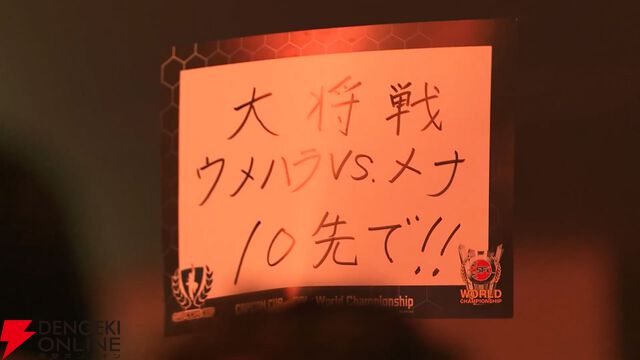 大将戦
ウメハラVS.メナ
10先で!!
CAPCOM CUP
World Championship
SFL
WORLD
CHAMPIONSHIP
DENGEKI
ONLINE